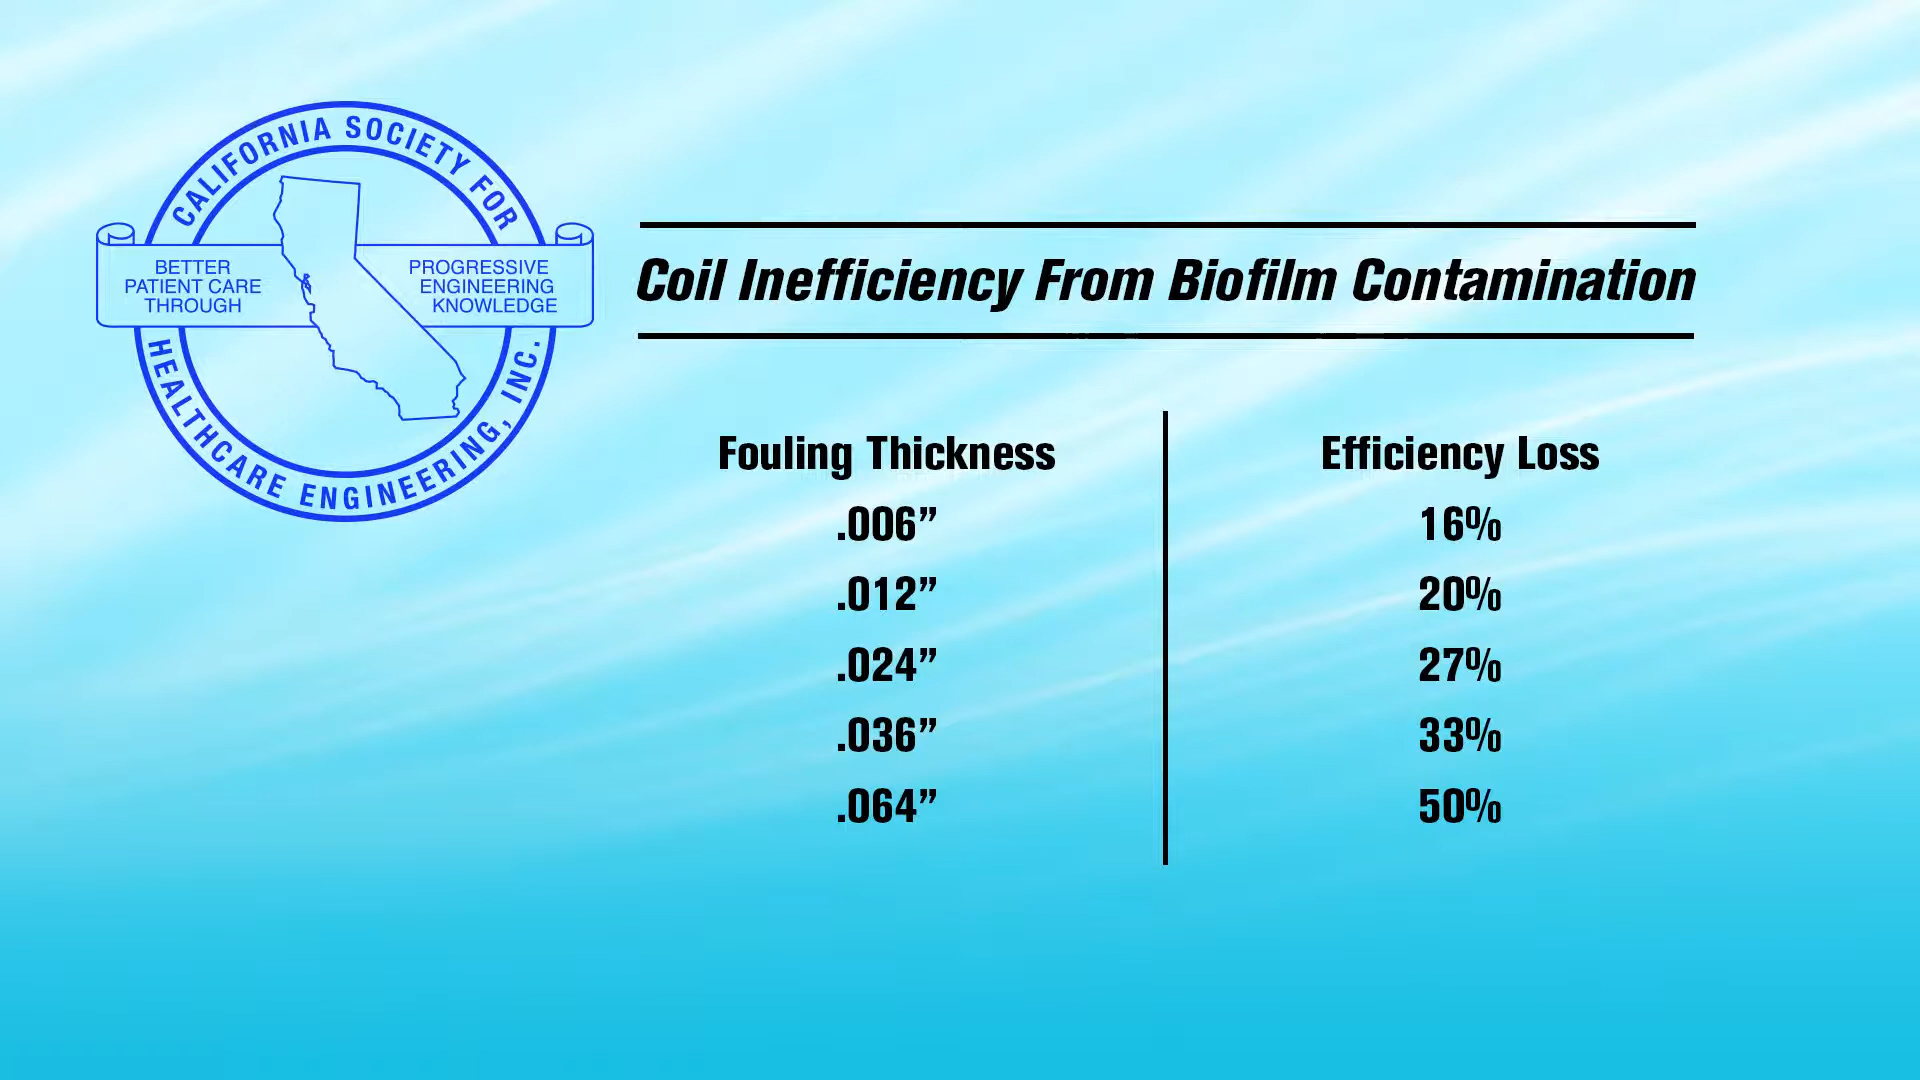 CALIFORNIA SOCIETY FOR
BETTER
PATIENT CARE
THROUGH
PROGRESSIVE
ENGINEERING
KNOWLEDGE
HEALTHCARE ENGINEERING, INC.
Coil Inefficiency From Biofilm Contamination
Fouling Thickness Efficiency Loss
.006” 16%
.012” 20%
.024” 27%
.036” 33%
.064” 50%